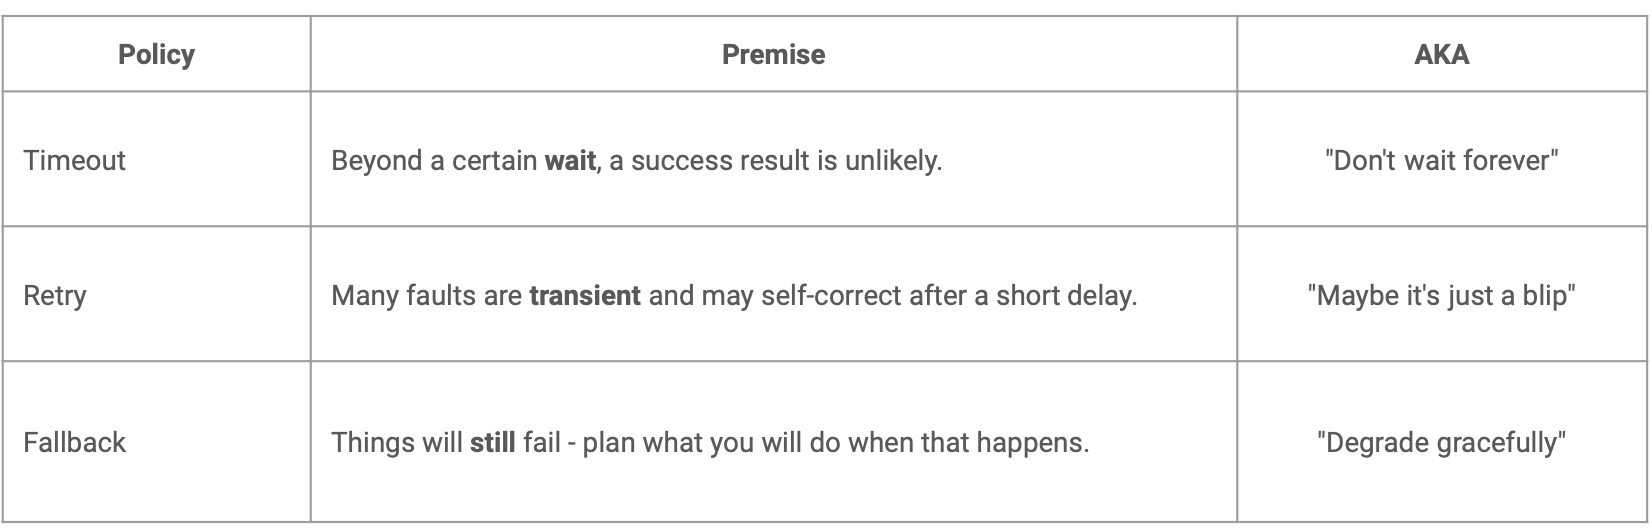 Policy Premise AKA
Timeout Beyond a certain wait, a success result is unlikely. "Don't wait forever"
Retry Many faults are transient and may self-correct after a short delay. "Maybe it's just a blip"
Fallback Things will still fail - plan what you will do when that happens. "Degrade gracefully"